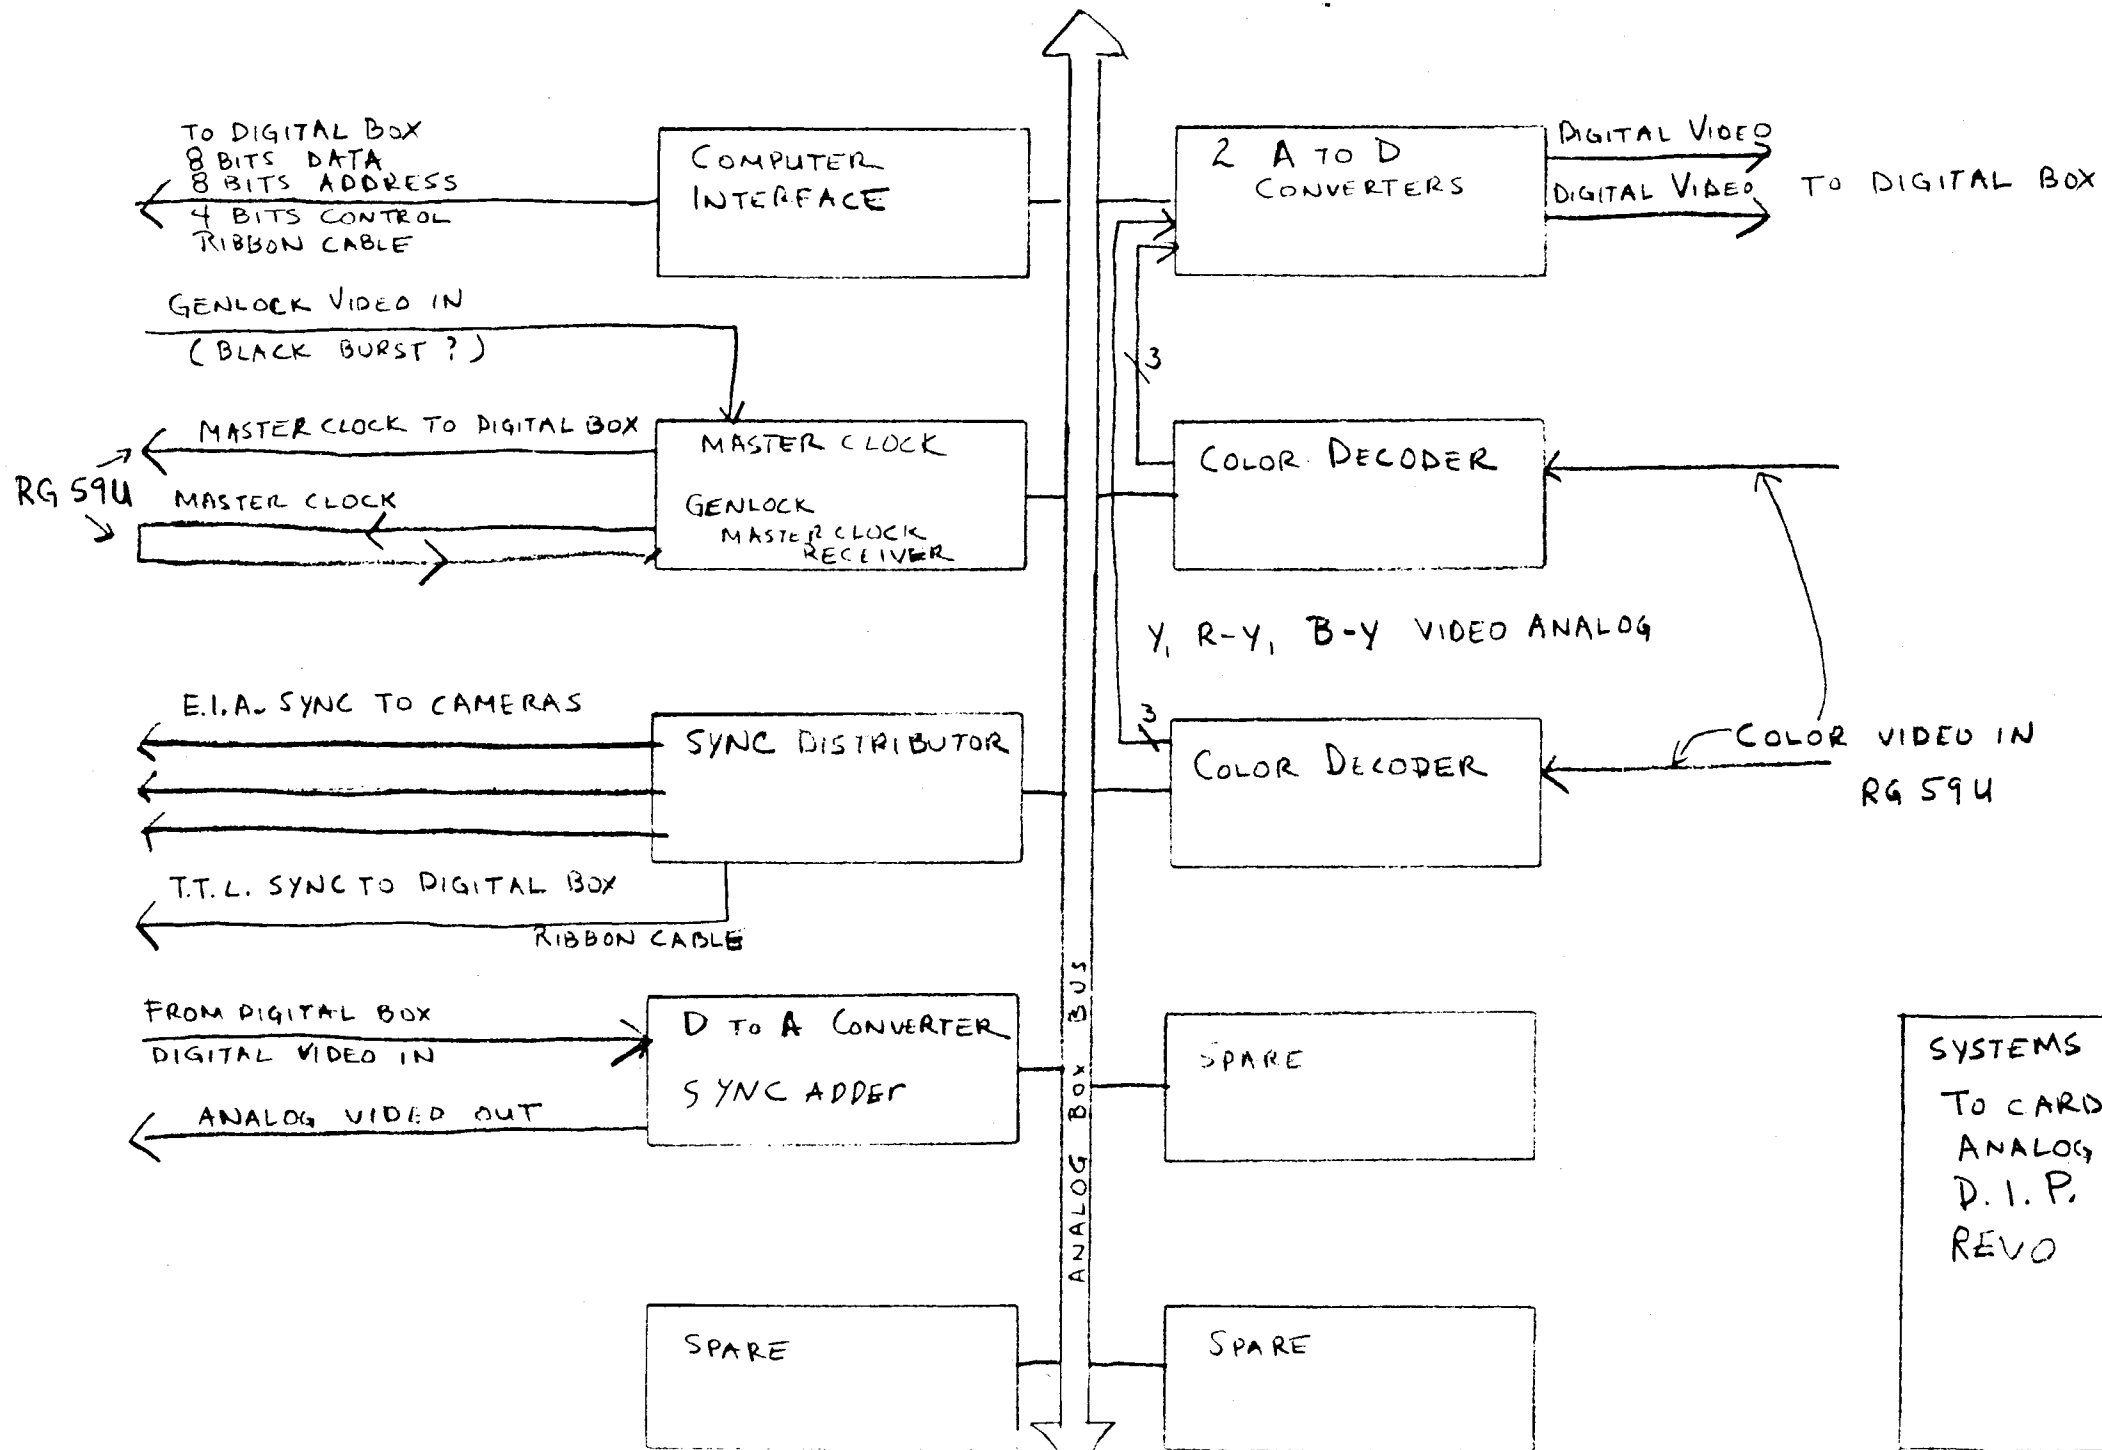 TO DIGITAL BOX
8 BITS DATA
8 BITS ADDRESS
4 BITS CONTROL
RIBBON CABLE
COMPUTER
INTERFACE
2 A TO D
CONVERTERS
DIGITAL VIDEO
DIGITAL VIDEO
TO DIGITAL BOX
GENLOCK VIDEO IN
(BLACK BURST ?)
3
MASTER CLOCK TO DIGITAL BOX
RG 59U
MASTER CLOCK
MASTER CLOCK
GENLOCK
MASTER CLOCK
RECEIVER
COLOR DECODER
Y, R-Y, B-Y VIDEO ANALOG
E.I.A. SYNC TO CAMERAS
SYNC DISTRIBUTOR
3
COLOR DECODER
COLOR VIDEO IN
RG 59U
T.T.L. SYNC TO DIGITAL BOX
RIBBON CABLE
FROM DIGITAL BOX
DIGITAL VIDEO IN
ANALOG VIDEO OUT
D TO A CONVERTER
SYNC ADDER
ANALOG BOX BUS
SPARE
SPARE
SPARE
SYSTEMS
TO CARD
ANALOG
D.I.P.
REVO